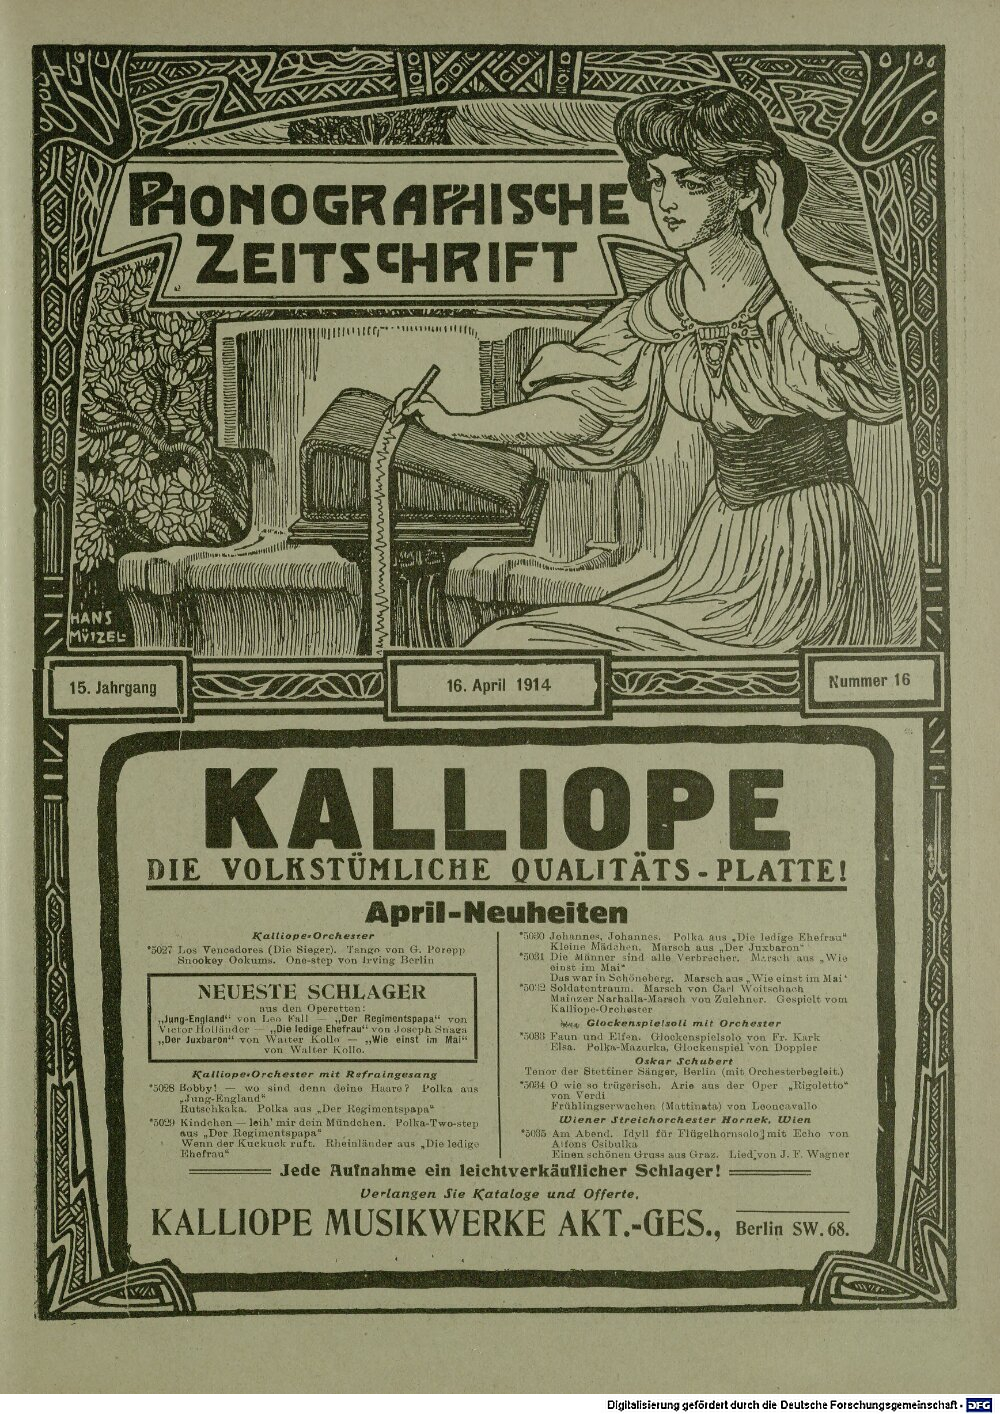 PHONOGRAPHISCHE
ZEITSCHRIFT
HANS
MÜTZEL
15. Jahrgang
16. April 1914
Nummer 16
KALLIOPE
DIE VOLKSTÜMLICHE QUALITÄTS-PLATTE!
April-Neuheiten
Kalliope-Orchester
*5027 Los Vencedores (Die Sieger). Tango von G. Perepp
Snookey Ookums. One-step von Irving Berlin
NEUESTE SCHLAGER
aus den Operetten:
„Jung-England“ von Leo Fall — „Der Regimentspapa“ von
Victor Holländer — „Die ledige Ehefrau“ von Joseph Snaga
„Der Juxbaron“ von Walter Kollo — „Wie einst im Mai“
von Walter Kollo.
Kalliope-Orchester mit Refraingesang
*5028 Bobby! — wo sind denn deine Haare? Polka aus
„Jung-England“
Rutschkaka. Polka aus „Der Regimentspapa“
*5029 Kindchen — leih' mir dein Mündchen. Polka-Two-step
aus „Der Regimentspapa“
Wenn der Kuckuck ruft. Rheinländer aus „Die ledige
Ehefrau“
*5030 Johannes, Johannes. Polka aus „Die ledige Ehefrau“
Kleine Mädchen. Marsch aus „Der Juxbaron“
*5031 Die Männer sind alle Verbrecher. Marsch aus „Wie
einst im Mai“
Das war in Schöneberg. Marsch aus „Wie einst im Mai“
*5032 Soldatentraum. Marsch von Carl Woitschach
Mainzer Narhalla-Marsch von Zulehner. Gespielt vom
Kalliope-Orchester
Glockenspielsoli mit Orchester
*5033 Faun und Elfen. Glockenspielsolo von Fr. Kark
Elsa. Polka-Mazurka, Glockenspiel von Doppler
Oskar Schubert
Tenor der Stettiner Sänger, Berlin (mit Orchesterbegleit.)
*5034 O wie so trügerisch. Arie aus der Oper „Rigoletto“
von Verdi
Frühlingserwachen (Mattinata) von Leoncavallo
Wiener Streichorchester Hornek, Wien
*5035 Am Abend. Idyll für Flügelhornsolo mit Echo von
Alfons Czibulka
Einen schönen Gruss aus Graz. Lied von J. F. Wagner
Jede Aufnahme ein leichtverkäuflicher Schlager!
Verlangen Sie Kataloge und Offerte.
KALLIOPE MUSIKWERKE AKT.-GES., Berlin SW. 68.
Digitalisierung gefördert durch die Deutsche Forschungsgemeinschaft - DFG